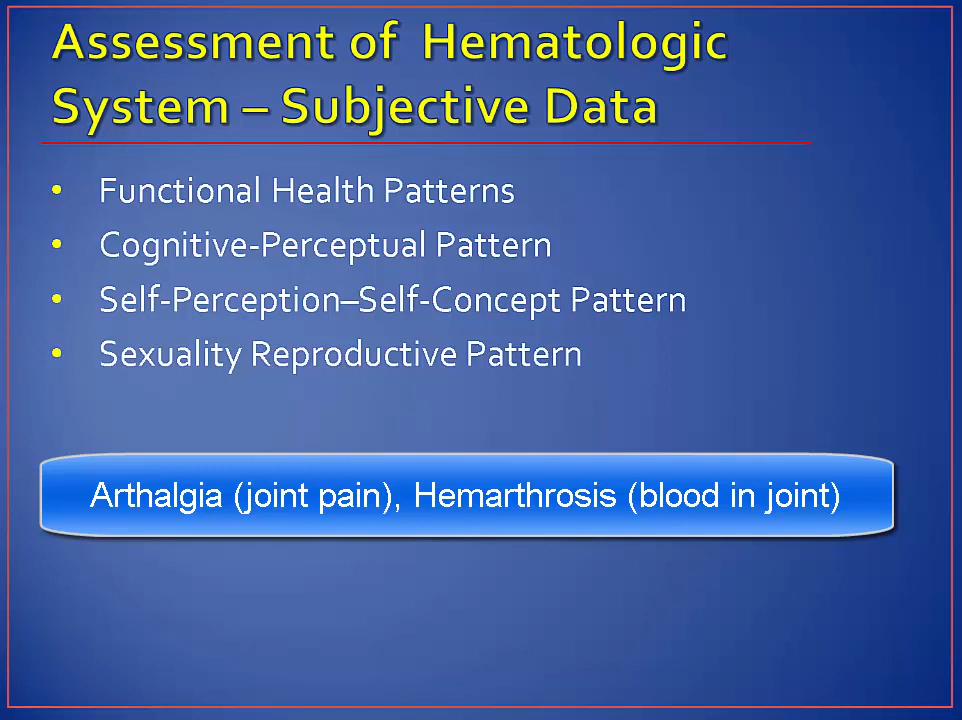 Assessment of Hematologic
System – Subjective Data
• Functional Health Patterns
• Cognitive-Perceptual Pattern
• Self-Perception–Self-Concept Pattern
• Sexuality Reproductive Pattern
Arthalgia (joint pain), Hemarthrosis (blood in joint)